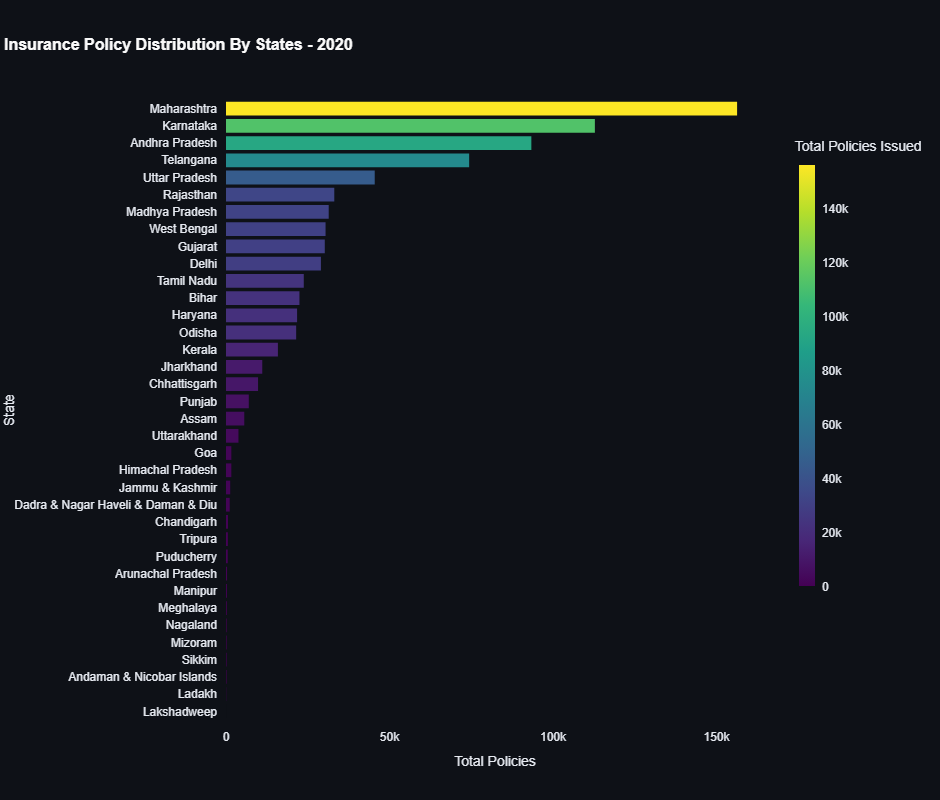 Insurance Policy Distribution By States - 2020
Maharashtra
Karnataka
Andhra Pradesh
Telangana
Uttar Pradesh
Rajasthan
Madhya Pradesh
West Bengal
Gujarat
Delhi
Tamil Nadu
Bihar
Haryana
Odisha
Kerala
Jharkhand
Chhattisgarh
Punjab
Assam
Uttarakhand
Goa
Himachal Pradesh
Jammu & Kashmir
Dadra & Nagar Haveli & Daman & Diu
Chandigarh
Tripura
Puducherry
Arunachal Pradesh
Manipur
Meghalaya
Nagaland
Mizoram
Sikkim
Andaman & Nicobar Islands
Ladakh
Lakshadweep
State
0 50k 100k 150k
Total Policies
Total Policies Issued
140k
120k
100k
80k
60k
40k
20k
0